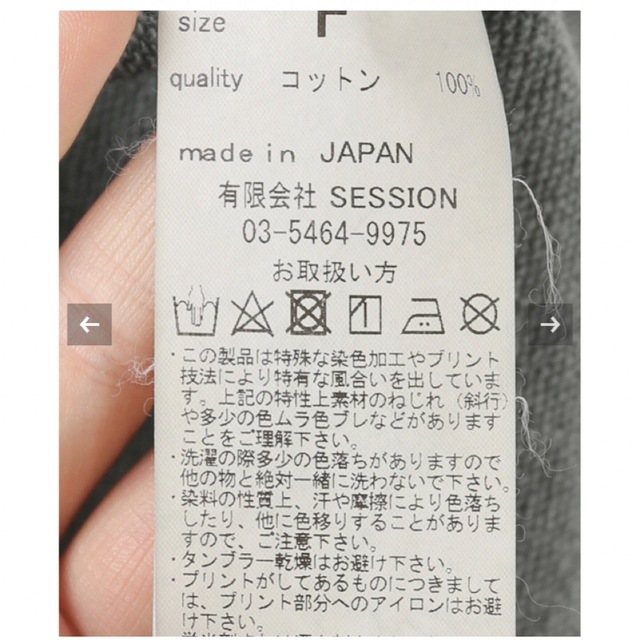 size F
quality コットン 100%
made in JAPAN
有限会社 SESSION
03-5464-9975
お取扱い方
・この製品は特殊な染色加工やプリント
技法により特有な風合いを出していま
す。上記の特性上素材のねじれ（斜行）
や多少の色ムラ色ブレなどがあります
ことをご理解下さい。
・洗濯の際多少の色落ちがありますので
他の物と絶対一緒に洗わないで下さい。
・染料の性質上、汗や摩擦により色落ち
したり、他に色移りすることがありま
すので、ご注意下さい。
・タンブラー乾燥はお避け下さい。
・プリントがしてあるものにつきまして
は、プリント部分へのアイロンはお避
け下さい。